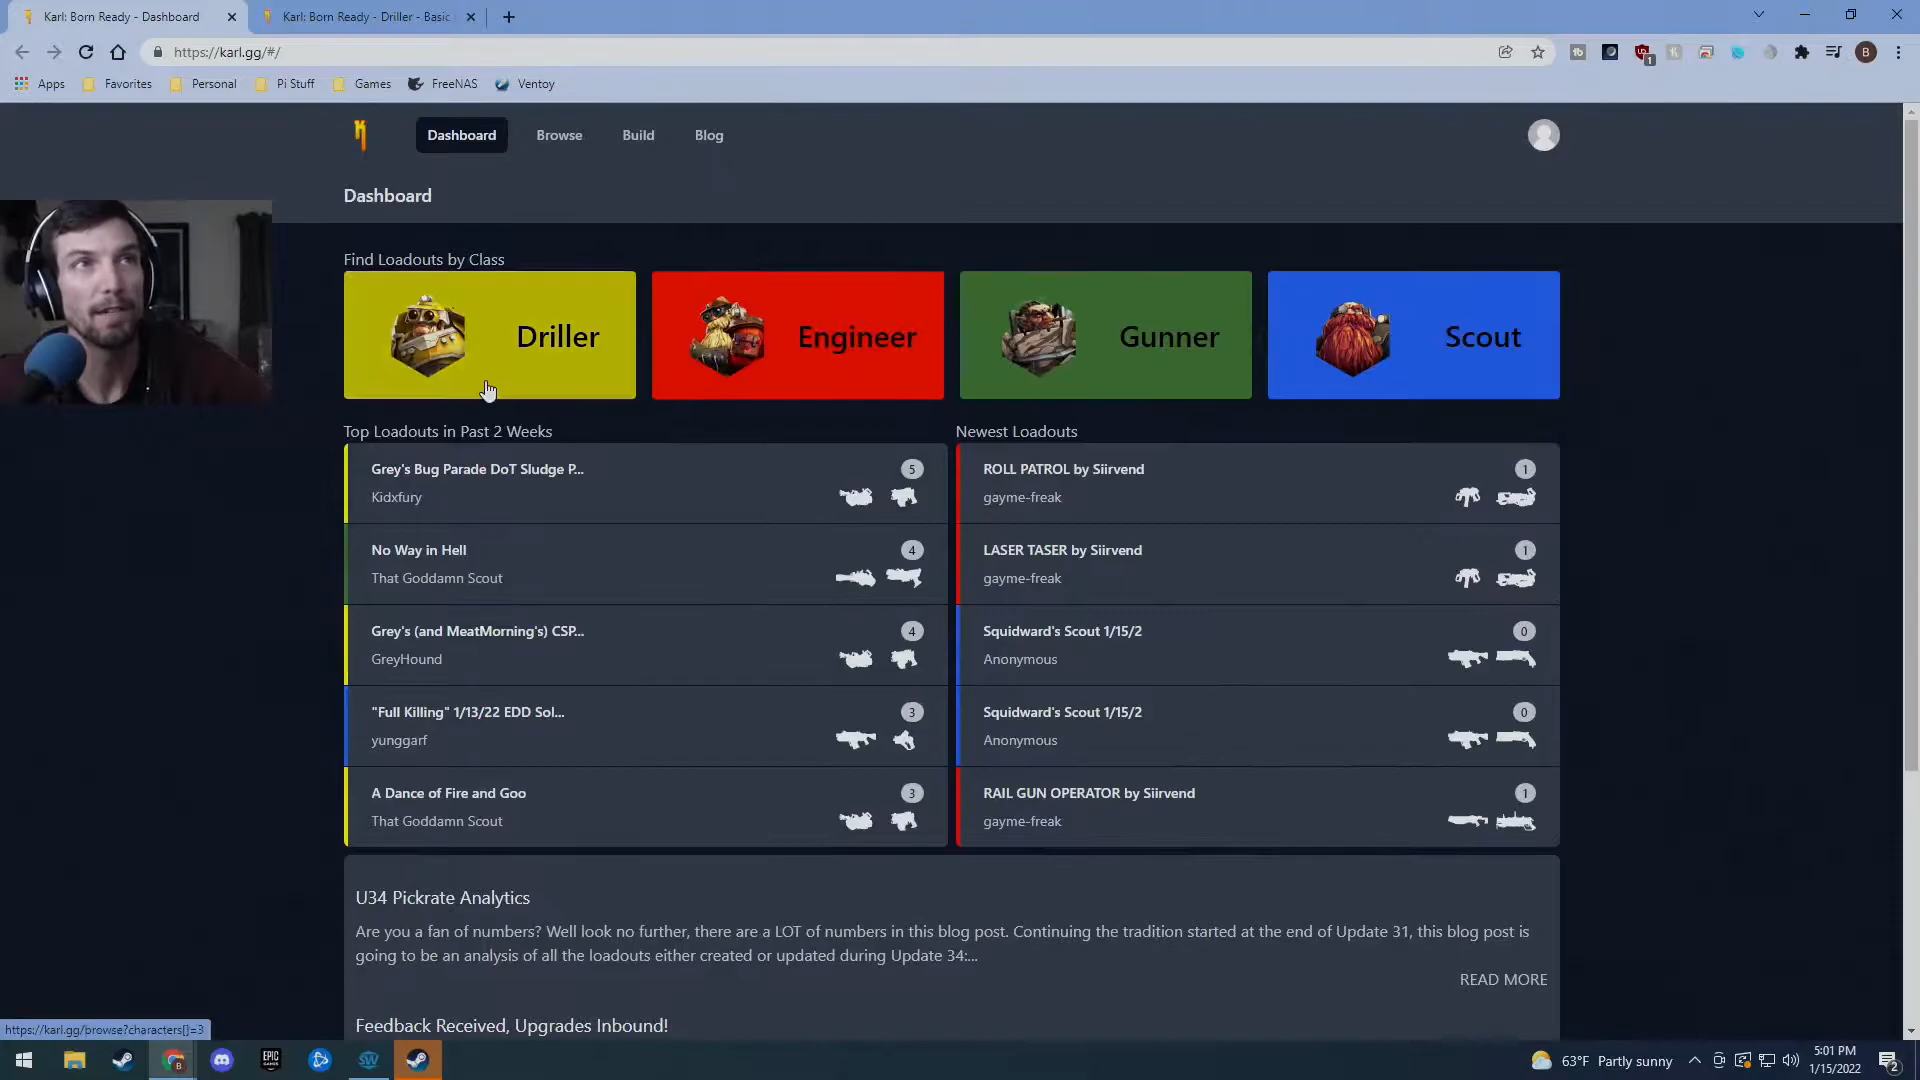 Karl: Born Ready - Dashboard
Karl: Born Ready - Driller - Basic
https://karl.gg/#/
B
1
Apps
Favorites
Personal
Pi Stuff
Games
FreeNAS
Ventoy
Dashboard
Browse
Build
Blog
Dashboard
Find Loadouts by Class
Driller
Engineer
Gunner
Scout
Top Loadouts in Past 2 Weeks
Grey's Bug Parade DoT Sludge P...
5
Kidxfury
No Way in Hell
4
That Goddamn Scout
Grey's (and MeatMorning's) CSP...
4
GreyHound
"Full Killing" 1/13/22 EDD Sol...
3
yunggarf
A Dance of Fire and Goo
3
That Goddamn Scout
Newest Loadouts
ROLL PATROL by Siirvend
1
gayme-freak
LASER TASER by Siirvend
1
gayme-freak
Squidward's Scout 1/15/2
0
Anonymous
Squidward's Scout 1/15/2
0
Anonymous
RAIL GUN OPERATOR by Siirvend
1
gayme-freak
U34 Pickrate Analytics
Are you a fan of numbers? Well look no further, there are a LOT of numbers in this blog post. Continuing the tradition started at the end of Update 31, this blog post is
going to be an analysis of all the loadouts either created or updated during Update 34:...
READ MORE
Feedback Received, Upgrades Inbound!
https://karl.gg/browse?characters[]=3
EPIC
GAMES
63°F Partly sunny
5:01 PM
1/15/2022
2